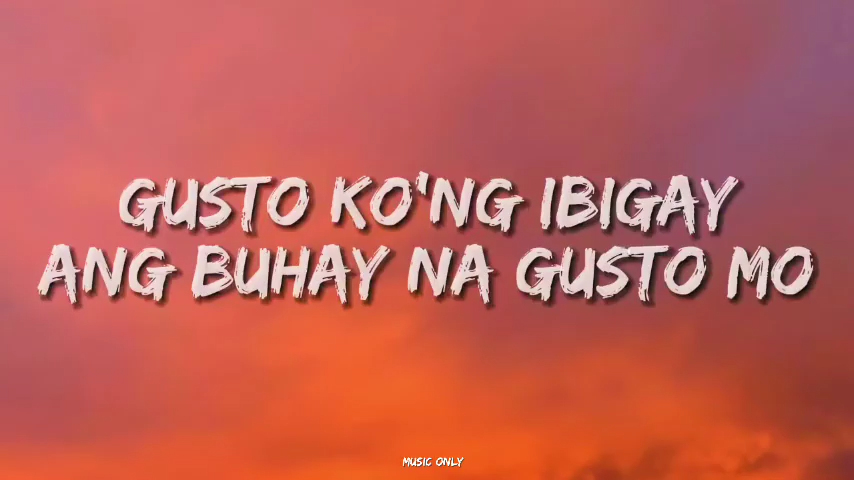 GUSTO KO'NG IBIGAY
ANG BUHAY NA GUSTO MO
MUSIC ONLY